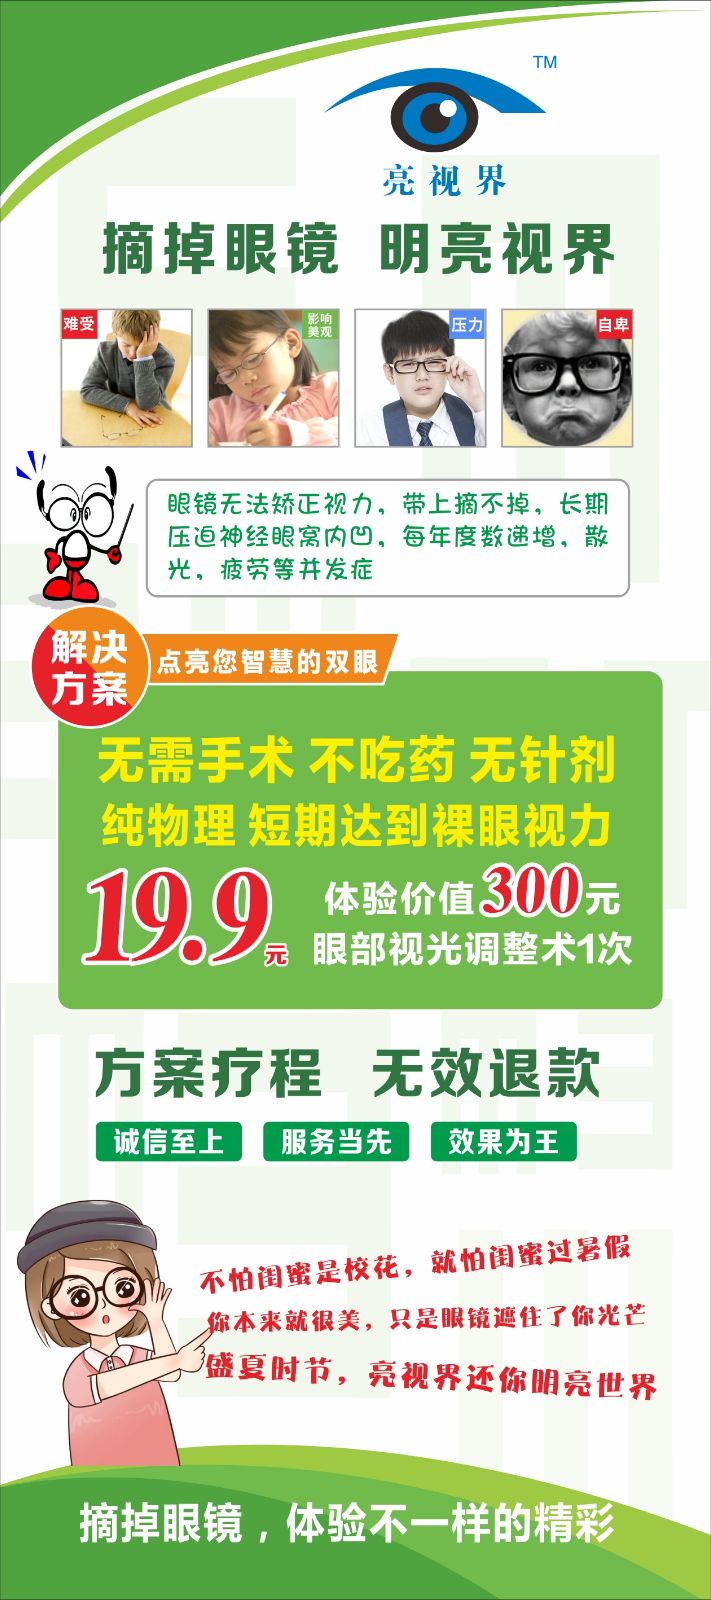 TM
亮视界
摘掉眼镜 明亮视界
难受
影响
美观
压力
自卑
眼镜无法矫正视力，带上摘不掉，长期
压迫神经眼窝内凹，每年度数递增，散
光，疲劳等并发症
解决
方案
点亮您智慧的双眼
无需手术 不吃药 无针剂
纯物理 短期达到裸眼视力
19.9元
体验价值300元
眼部视光调整术1次
方案疗程 无效退款
诚信至上 服务当先 效果为王
不怕闺蜜是校花，就怕闺蜜过暑假
你本来就很美，只是眼镜遮住了你光芒
盛夏时节，亮视界还你明亮世界
摘掉眼镜，体验不一样的精彩